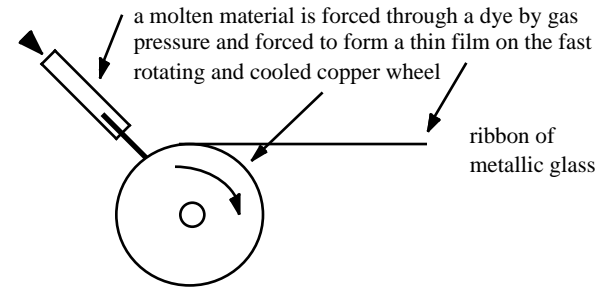 a molten material is forced through a dye by gas
pressure and forced to form a thin film on the fast
rotating and cooled copper wheel
ribbon of
metallic glass